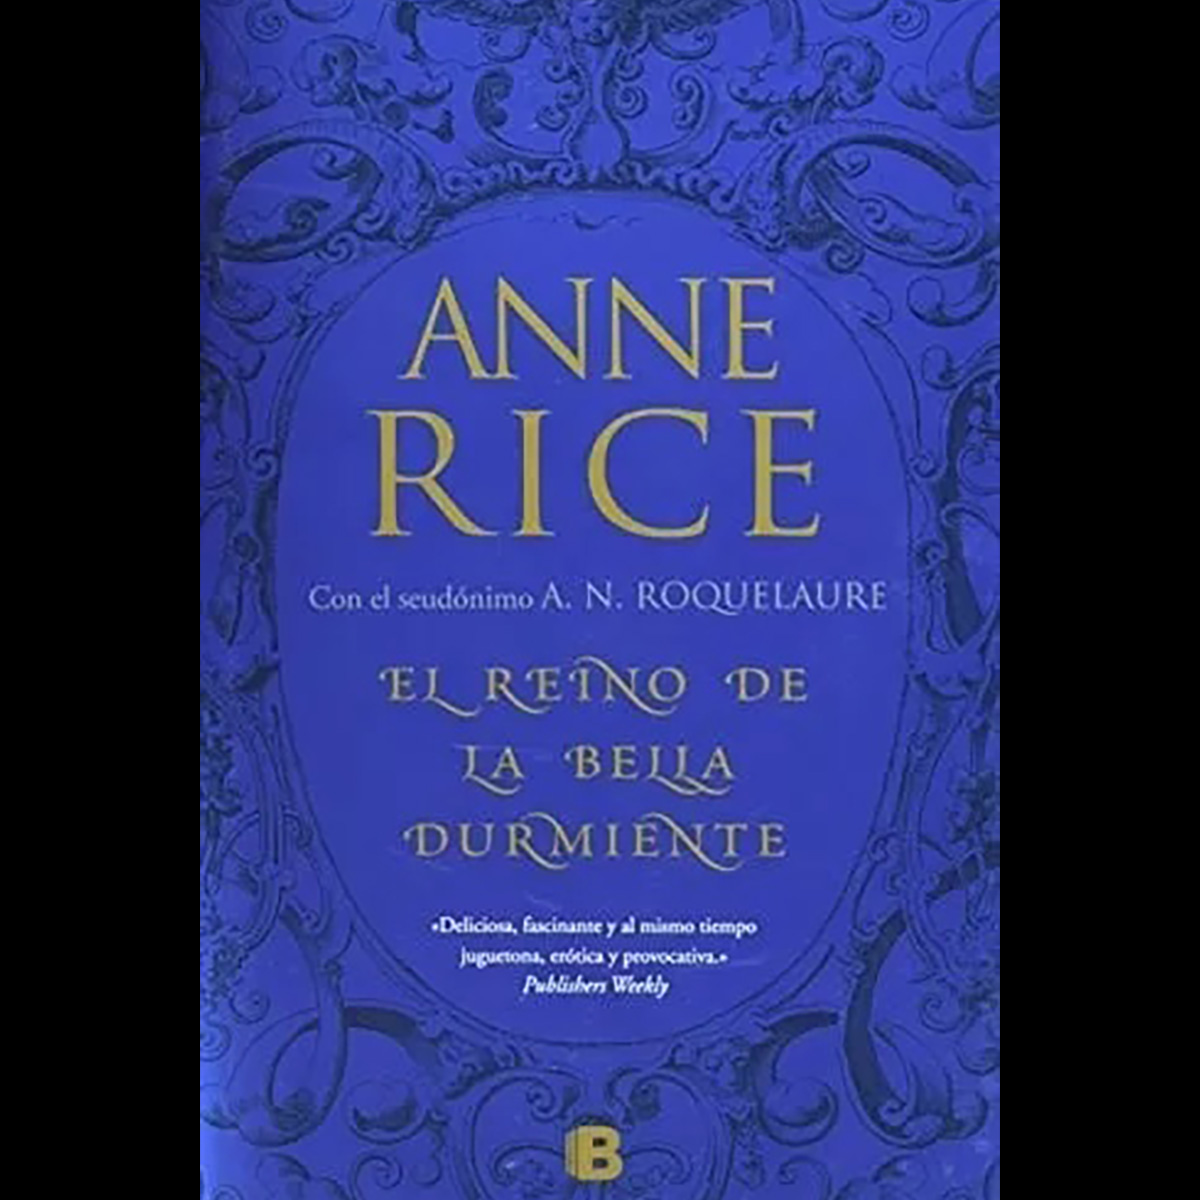 ANNE
RICE
Con el seudónimo A. N. ROQUELAURE
EL REINO DE
LA BELLA
DURMIENTE
«Deliciosa, fascinante y al mismo tiempo
juguetona, erótica y provocativa.»
Publishers Weekly
B